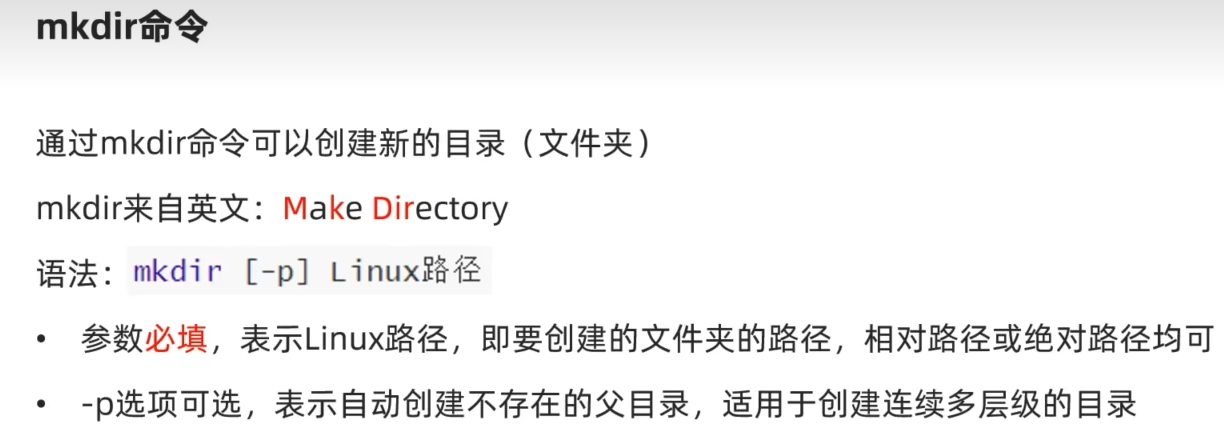 mkdir命令
通过mkdir命令可以创建新的目录（文件夹）
mkdir来自英文：Make Directory
语法：mkdir [-p] Linux路径
• 参数必填，表示Linux路径，即要创建的文件夹的路径，相对路径或绝对路径均可
• -p选项可选，表示自动创建不存在的父目录，适用于创建连续多层级的目录